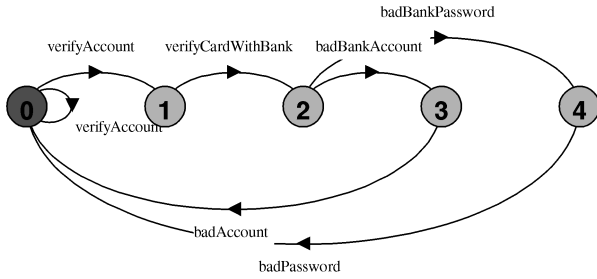 badBankPassword
verifyAccount
verifyCardWithBank
badBankAccount
0
1
2
3
4
verifyAccount
badAccount
badPassword